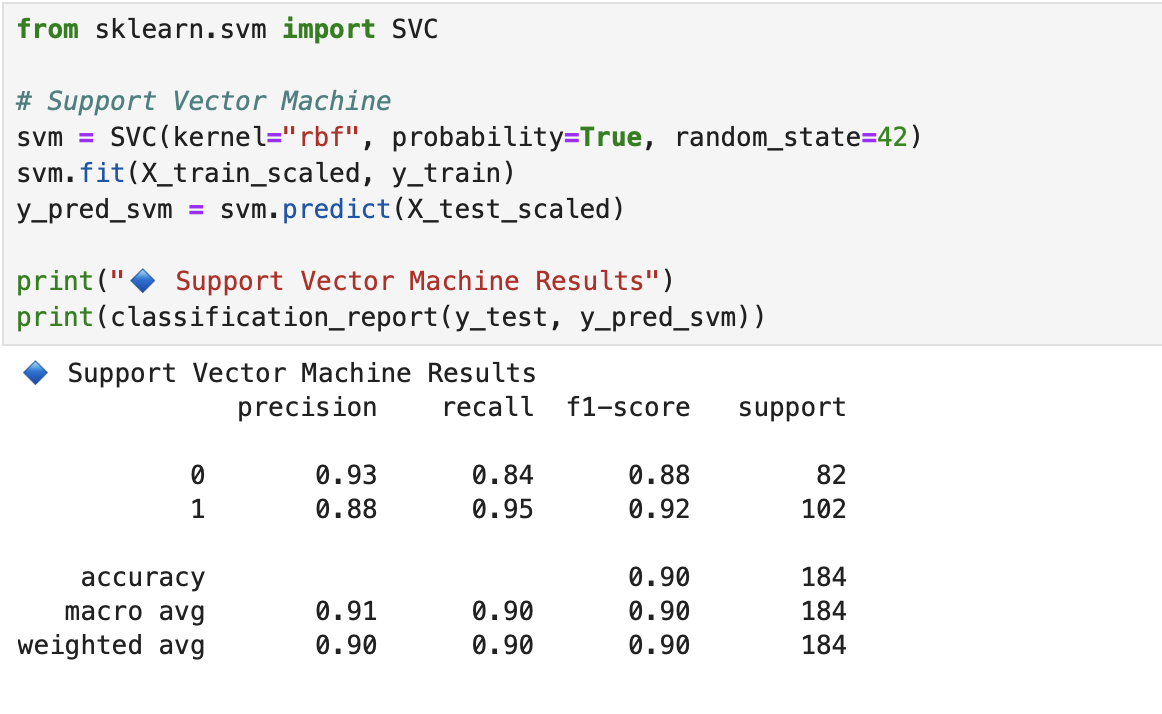 from sklearn.svm import SVC

# Support Vector Machine
svm = SVC(kernel="rbf", probability=True, random_state=42)
svm.fit(X_train_scaled, y_train)
y_pred_svm = svm.predict(X_test_scaled)

print("🔷 Support Vector Machine Results")
print(classification_report(y_test, y_pred_svm))
🔷 Support Vector Machine Results
              precision    recall  f1-score   support

           0       0.93      0.84      0.88        82
           1       0.88      0.95      0.92       102

    accuracy                           0.90       184
   macro avg       0.91      0.90      0.90       184
weighted avg       0.90      0.90      0.90       184